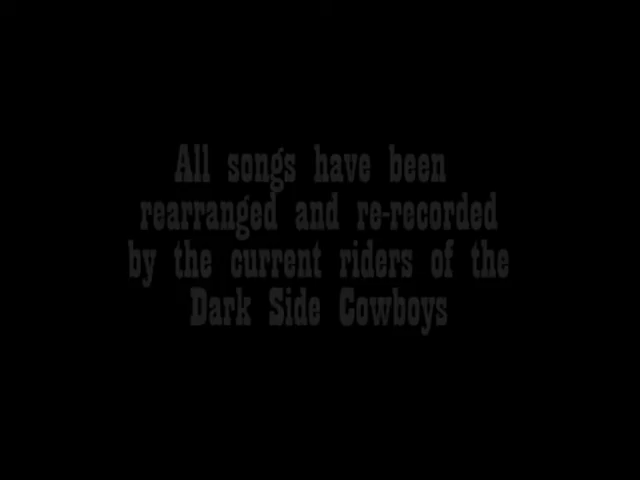 All songs have been
rearranged and re-recorded
by the current riders of the
Dark Side Cowboys